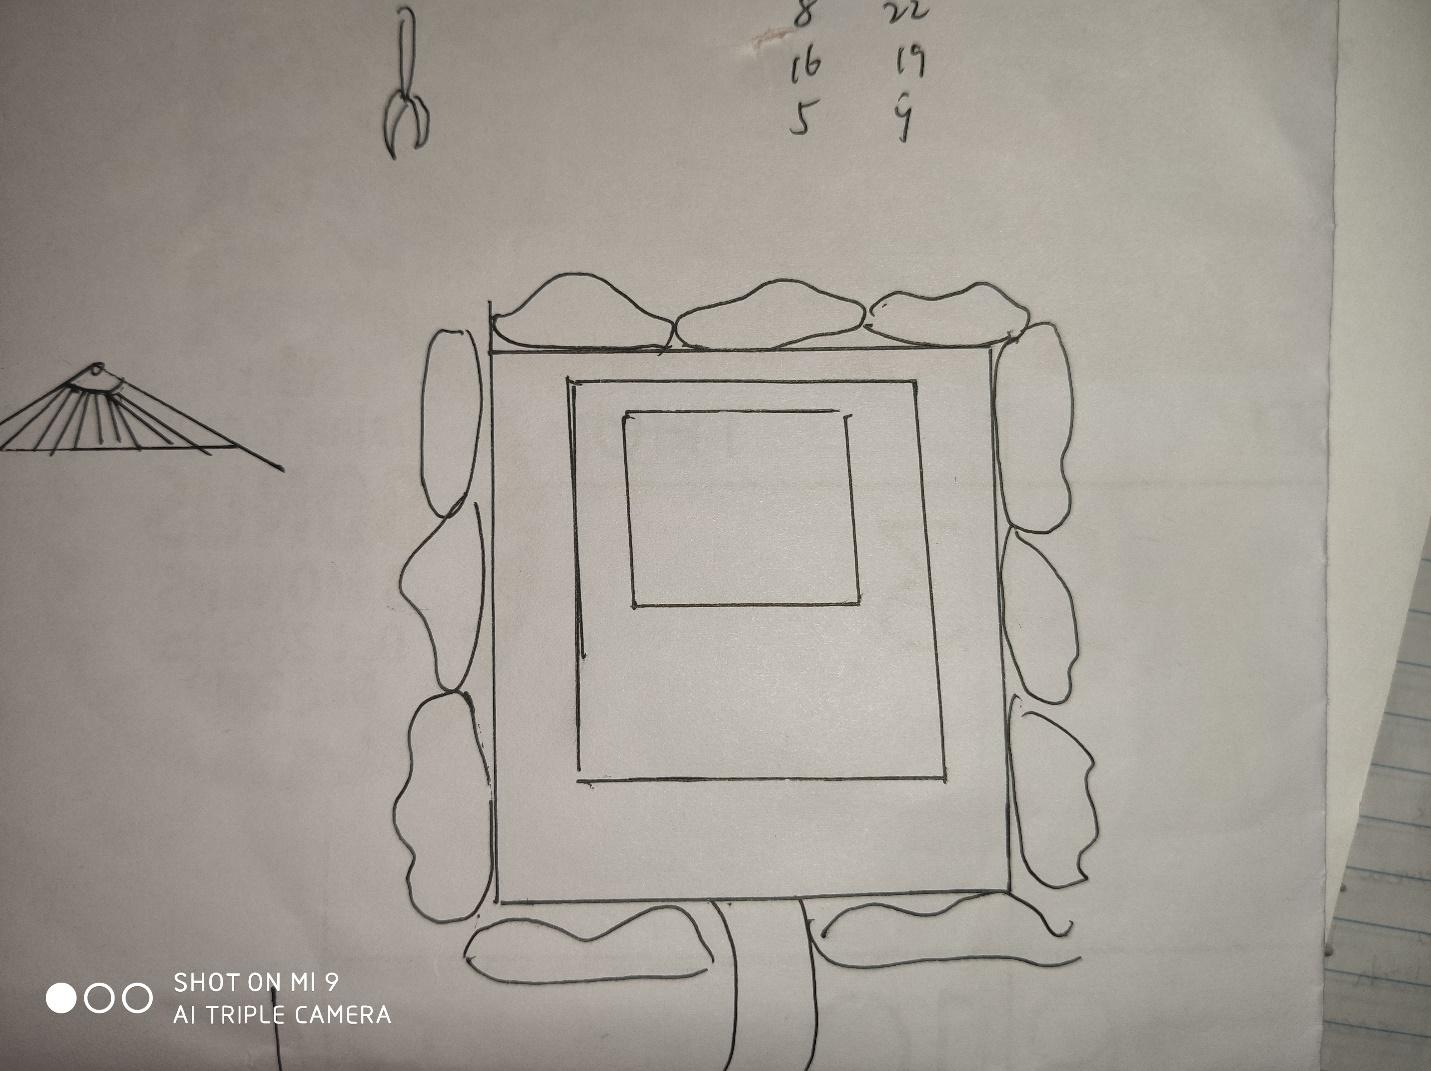 8 22
16 19
5 9
SHOT ON MI 9
AI TRIPLE CAMERA